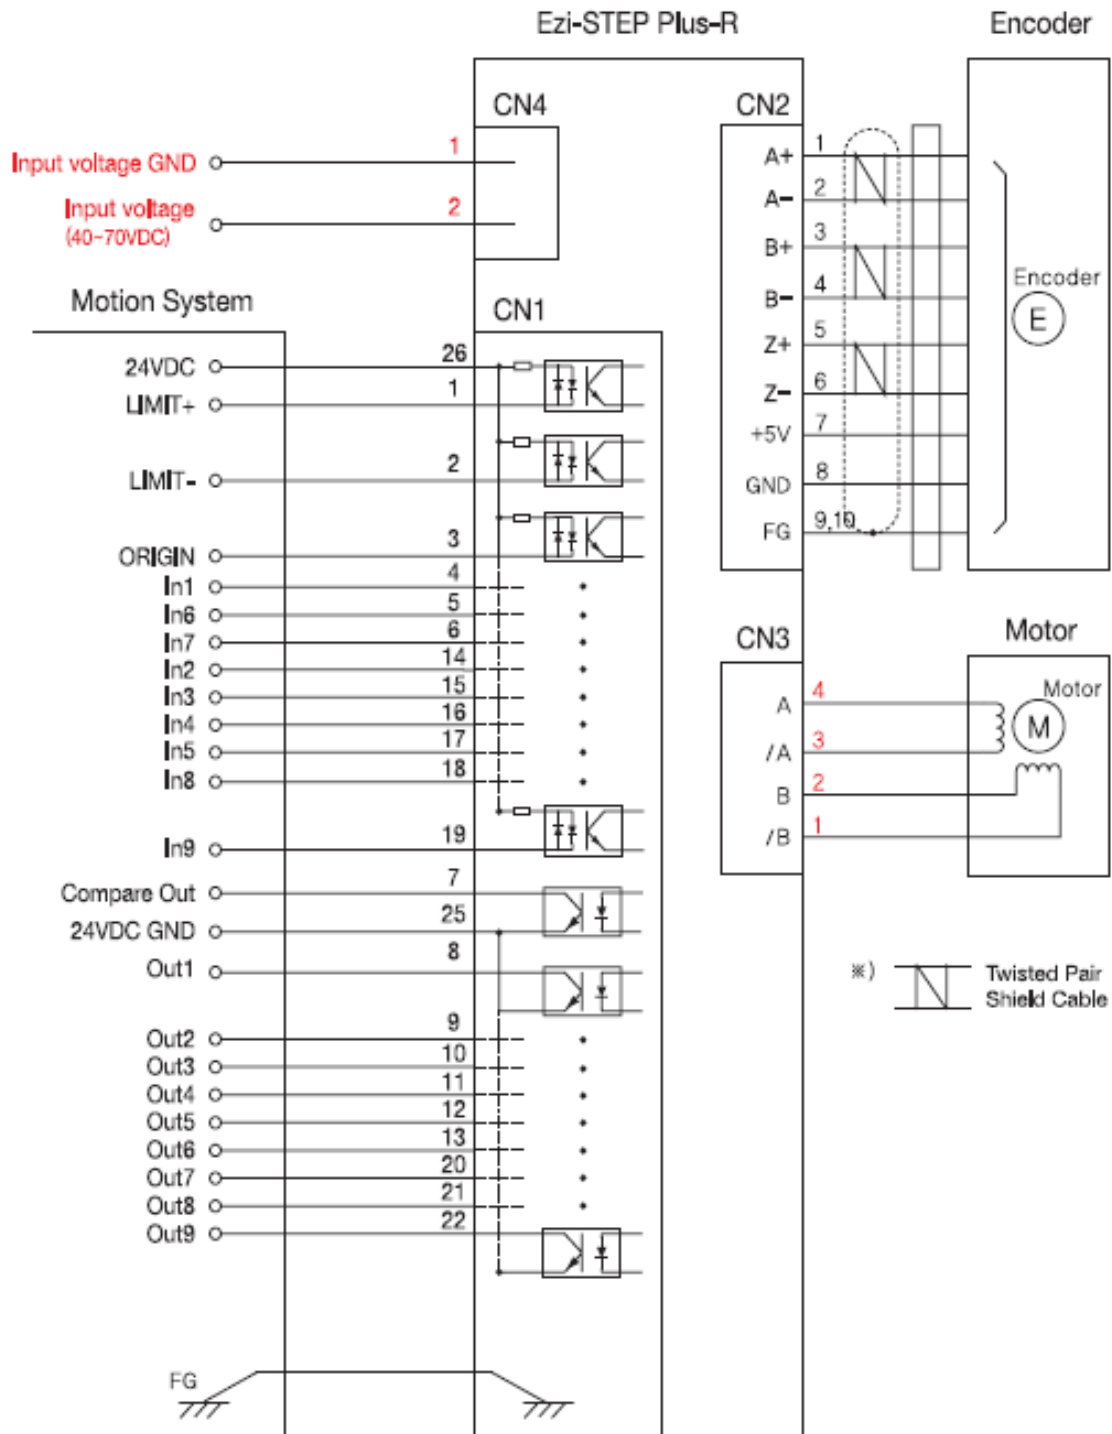 Ezi-STEP Plus-R
Encoder
CN4
CN2
Input voltage GND
1
Input voltage
(40~70VDC)
2
A+ 1
A- 2
B+ 3
B- 4
Z+ 5
Z- 6
+5V 7
GND 8
FG 9,10
Encoder
E
Motion System
CN1
24VDC 26
LIMIT+ 1
LIMIT- 2
ORIGIN 3
In1 4
In6 5
In7 6
In2 14
In3 15
In4 16
In5 17
In8 18
In9 19
Compare Out 7
24VDC GND 25
Out1 8
Out2 9
Out3 10
Out4 11
Out5 12
Out6 13
Out7 20
Out8 21
Out9 22
FG
CN3
Motor
A 4
/A 3
B 2
/B 1
Motor
M
※) Twisted Pair
Shield Cable